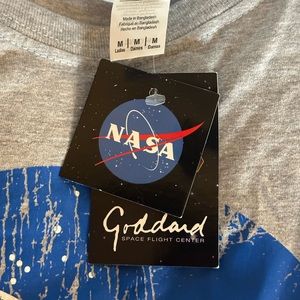 Made in Bangladesh
Fabriqué au Bangladesh
Hecho en Bangladesh
M M M
Ladies Dames Damas
NASA
Goddard
SPACE FLIGHT CENTER